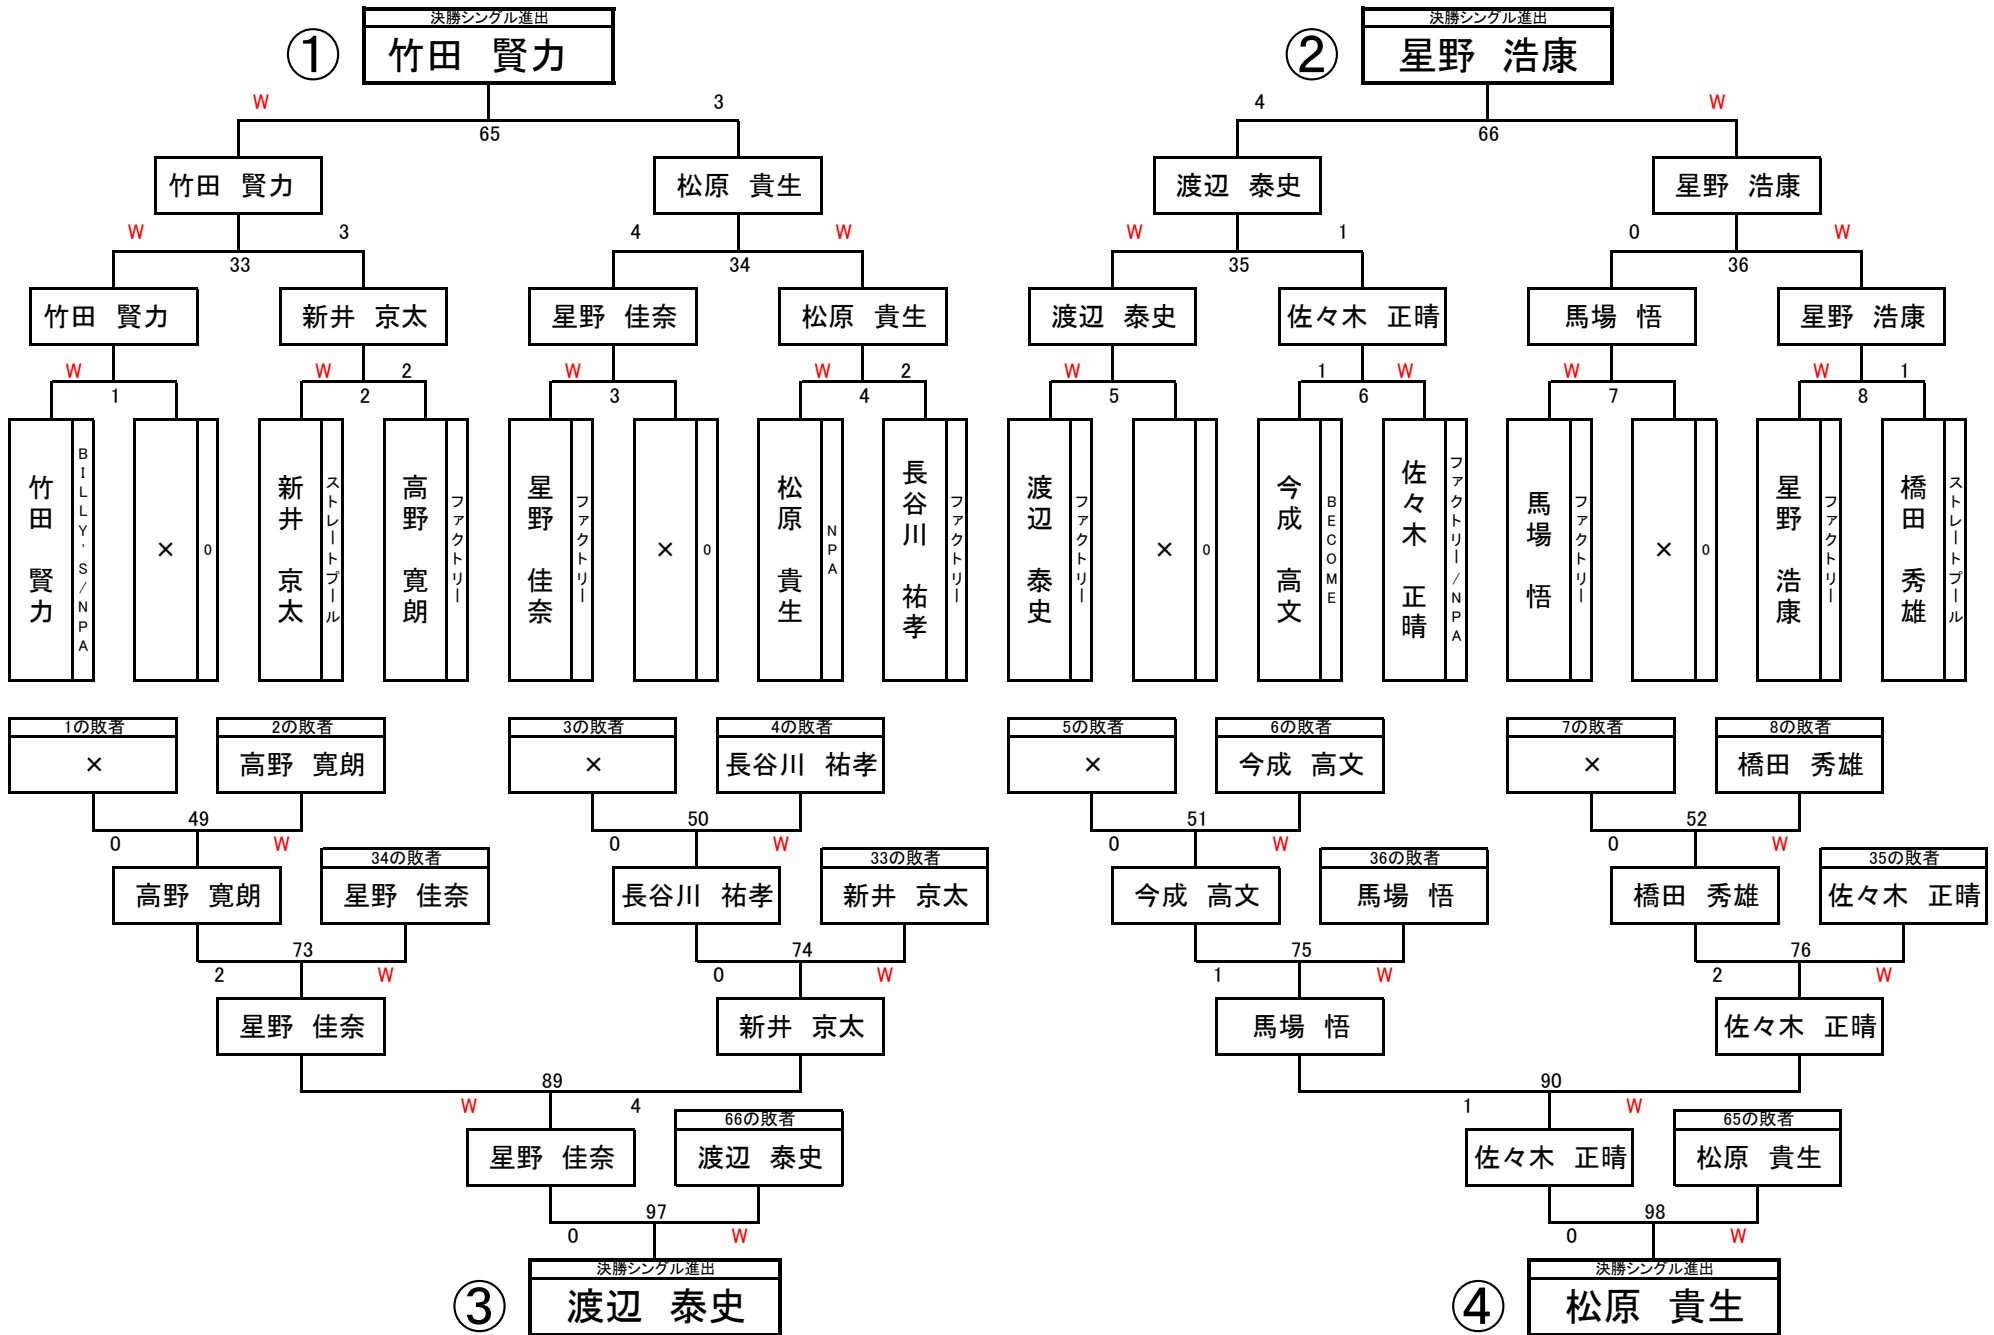 決勝シングル進出
① 竹田 賢力
決勝シングル進出
② 星野 浩康
W 3 4 W
65 66
竹田 賢力 松原 貴生 渡辺 泰史 星野 浩康
W 3 4 W W 1 0 W
33 34 35 36
竹田 賢力 新井 京太 星野 佳奈 松原 貴生 渡辺 泰史 佐々木 正晴 馬場 悟 星野 浩康
W W 2 W W 2 W 1 W W W 1
1 2 3 4 5 6 7 8
竹田 賢力 BILLY'S/NPA
× 0
新井 京太 ストレートプール
高野 寛朗 ファクトリー
星野 佳奈 ファクトリー
× 0
松原 貴生 NPA
長谷川 祐孝 ファクトリー
渡辺 泰史 ファクトリー
× 0
今成 高文 BECOME
佐々木 正晴 ファクトリー/NPA
馬場 悟 ファクトリー
× 0
星野 浩康 ファクトリー
橋田 秀雄 ストレートプール
1の敗者 2の敗者 3の敗者 4の敗者 5の敗者 6の敗者 7の敗者 8の敗者
× 高野 寛朗 × 長谷川 祐孝 × 今成 高文 × 橋田 秀雄
49 50 51 52
0 W 0 W 0 W 0 W
34の敗者 33の敗者 36の敗者 35の敗者
高野 寛朗 星野 佳奈 長谷川 祐孝 新井 京太 今成 高文 馬場 悟 橋田 秀雄 佐々木 正晴
73 74 75 76
2 W 0 W 1 W 2 W
星野 佳奈 新井 京太 馬場 悟 佐々木 正晴
89 90
W 4 1 W
66の敗者 65の敗者
星野 佳奈 渡辺 泰史 佐々木 正晴 松原 貴生
97 98
0 W 0 W
決勝シングル進出
③ 渡辺 泰史
決勝シングル進出
④ 松原 貴生